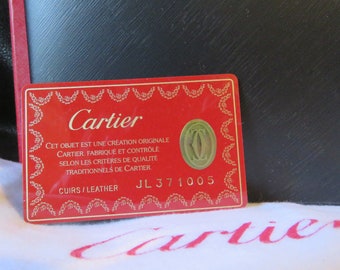 Cartier
CET OBJET EST UNE CRÉATION ORIGINALE
CARTIER, FABRIQUÉ ET CONTRÔLÉ
SELON LES CRITÈRES DE QUALITÉ
TRADITIONNELS DE CARTIER.
CUIRS/LEATHER JL371005
Cartier